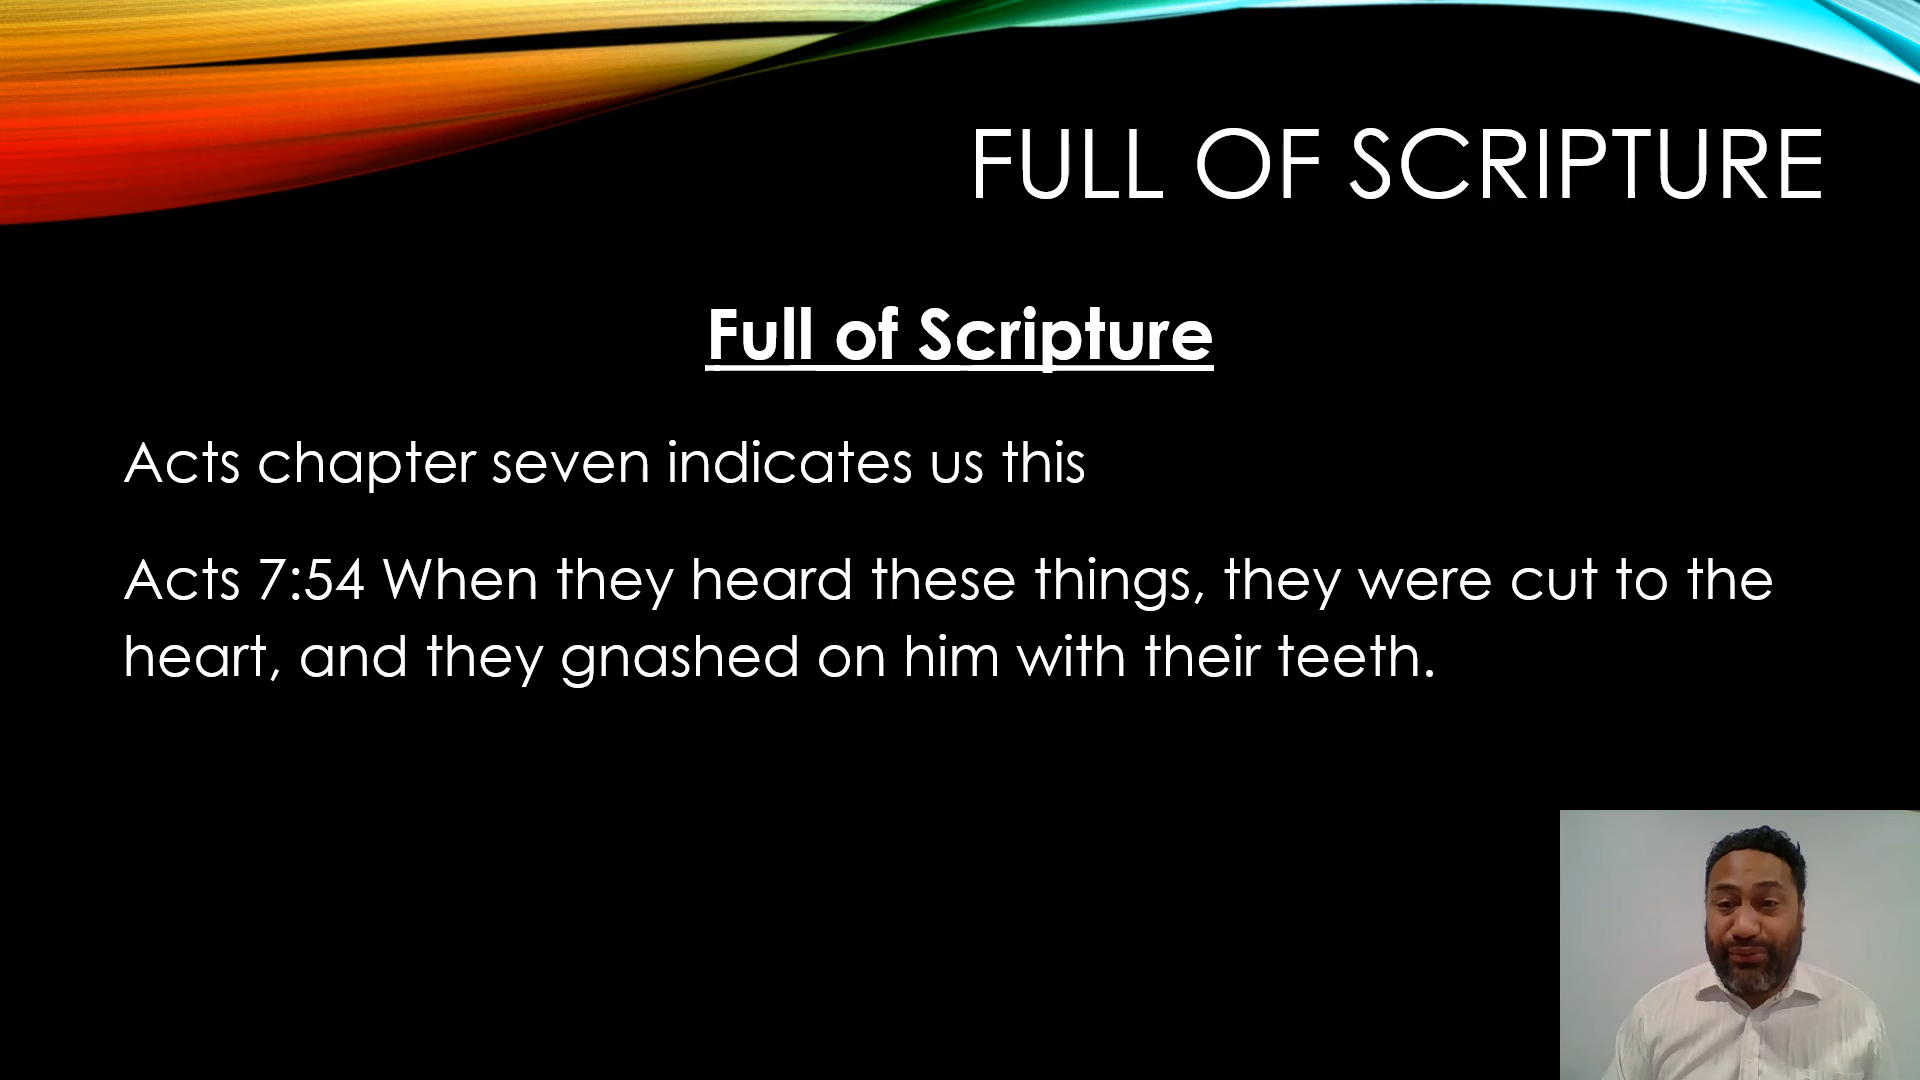 FULL OF SCRIPTURE
Full of Scripture
Acts chapter seven indicates us this
Acts 7:54 When they heard these things, they were cut to the
heart, and they gnashed on him with their teeth.